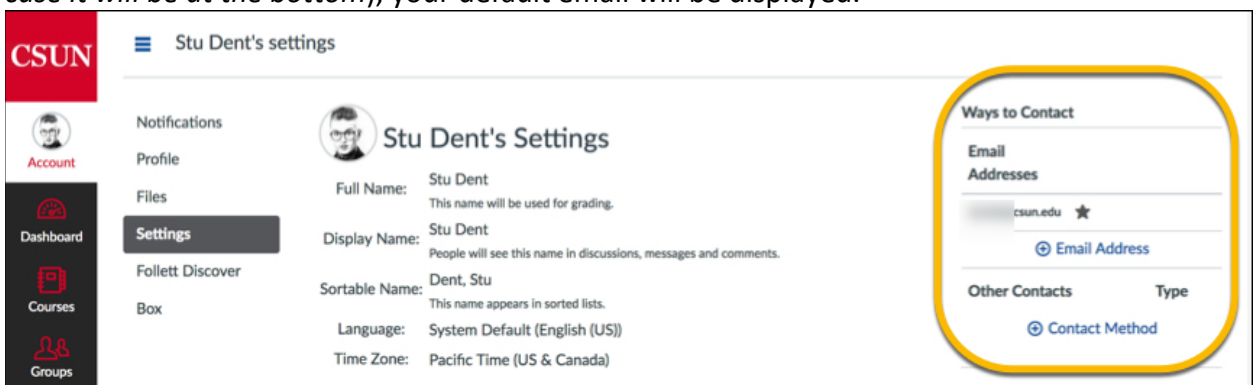 case it will be at the bottom), your default email will be displayed.
CSUN
Stu Dent's settings
Account
Dashboard
Courses
Groups
Notifications
Profile
Files
Settings
Follett Discover
Box
Stu Dent's Settings
Full Name: Stu Dent
This name will be used for grading.
Display Name: Stu Dent
People will see this name in discussions, messages and comments.
Sortable Name: Dent, Stu
This name appears in sorted lists.
Language: System Default (English (US))
Time Zone: Pacific Time (US & Canada)
Ways to Contact
Email
Addresses
csun.edu
Email Address
Other Contacts Type
Contact Method